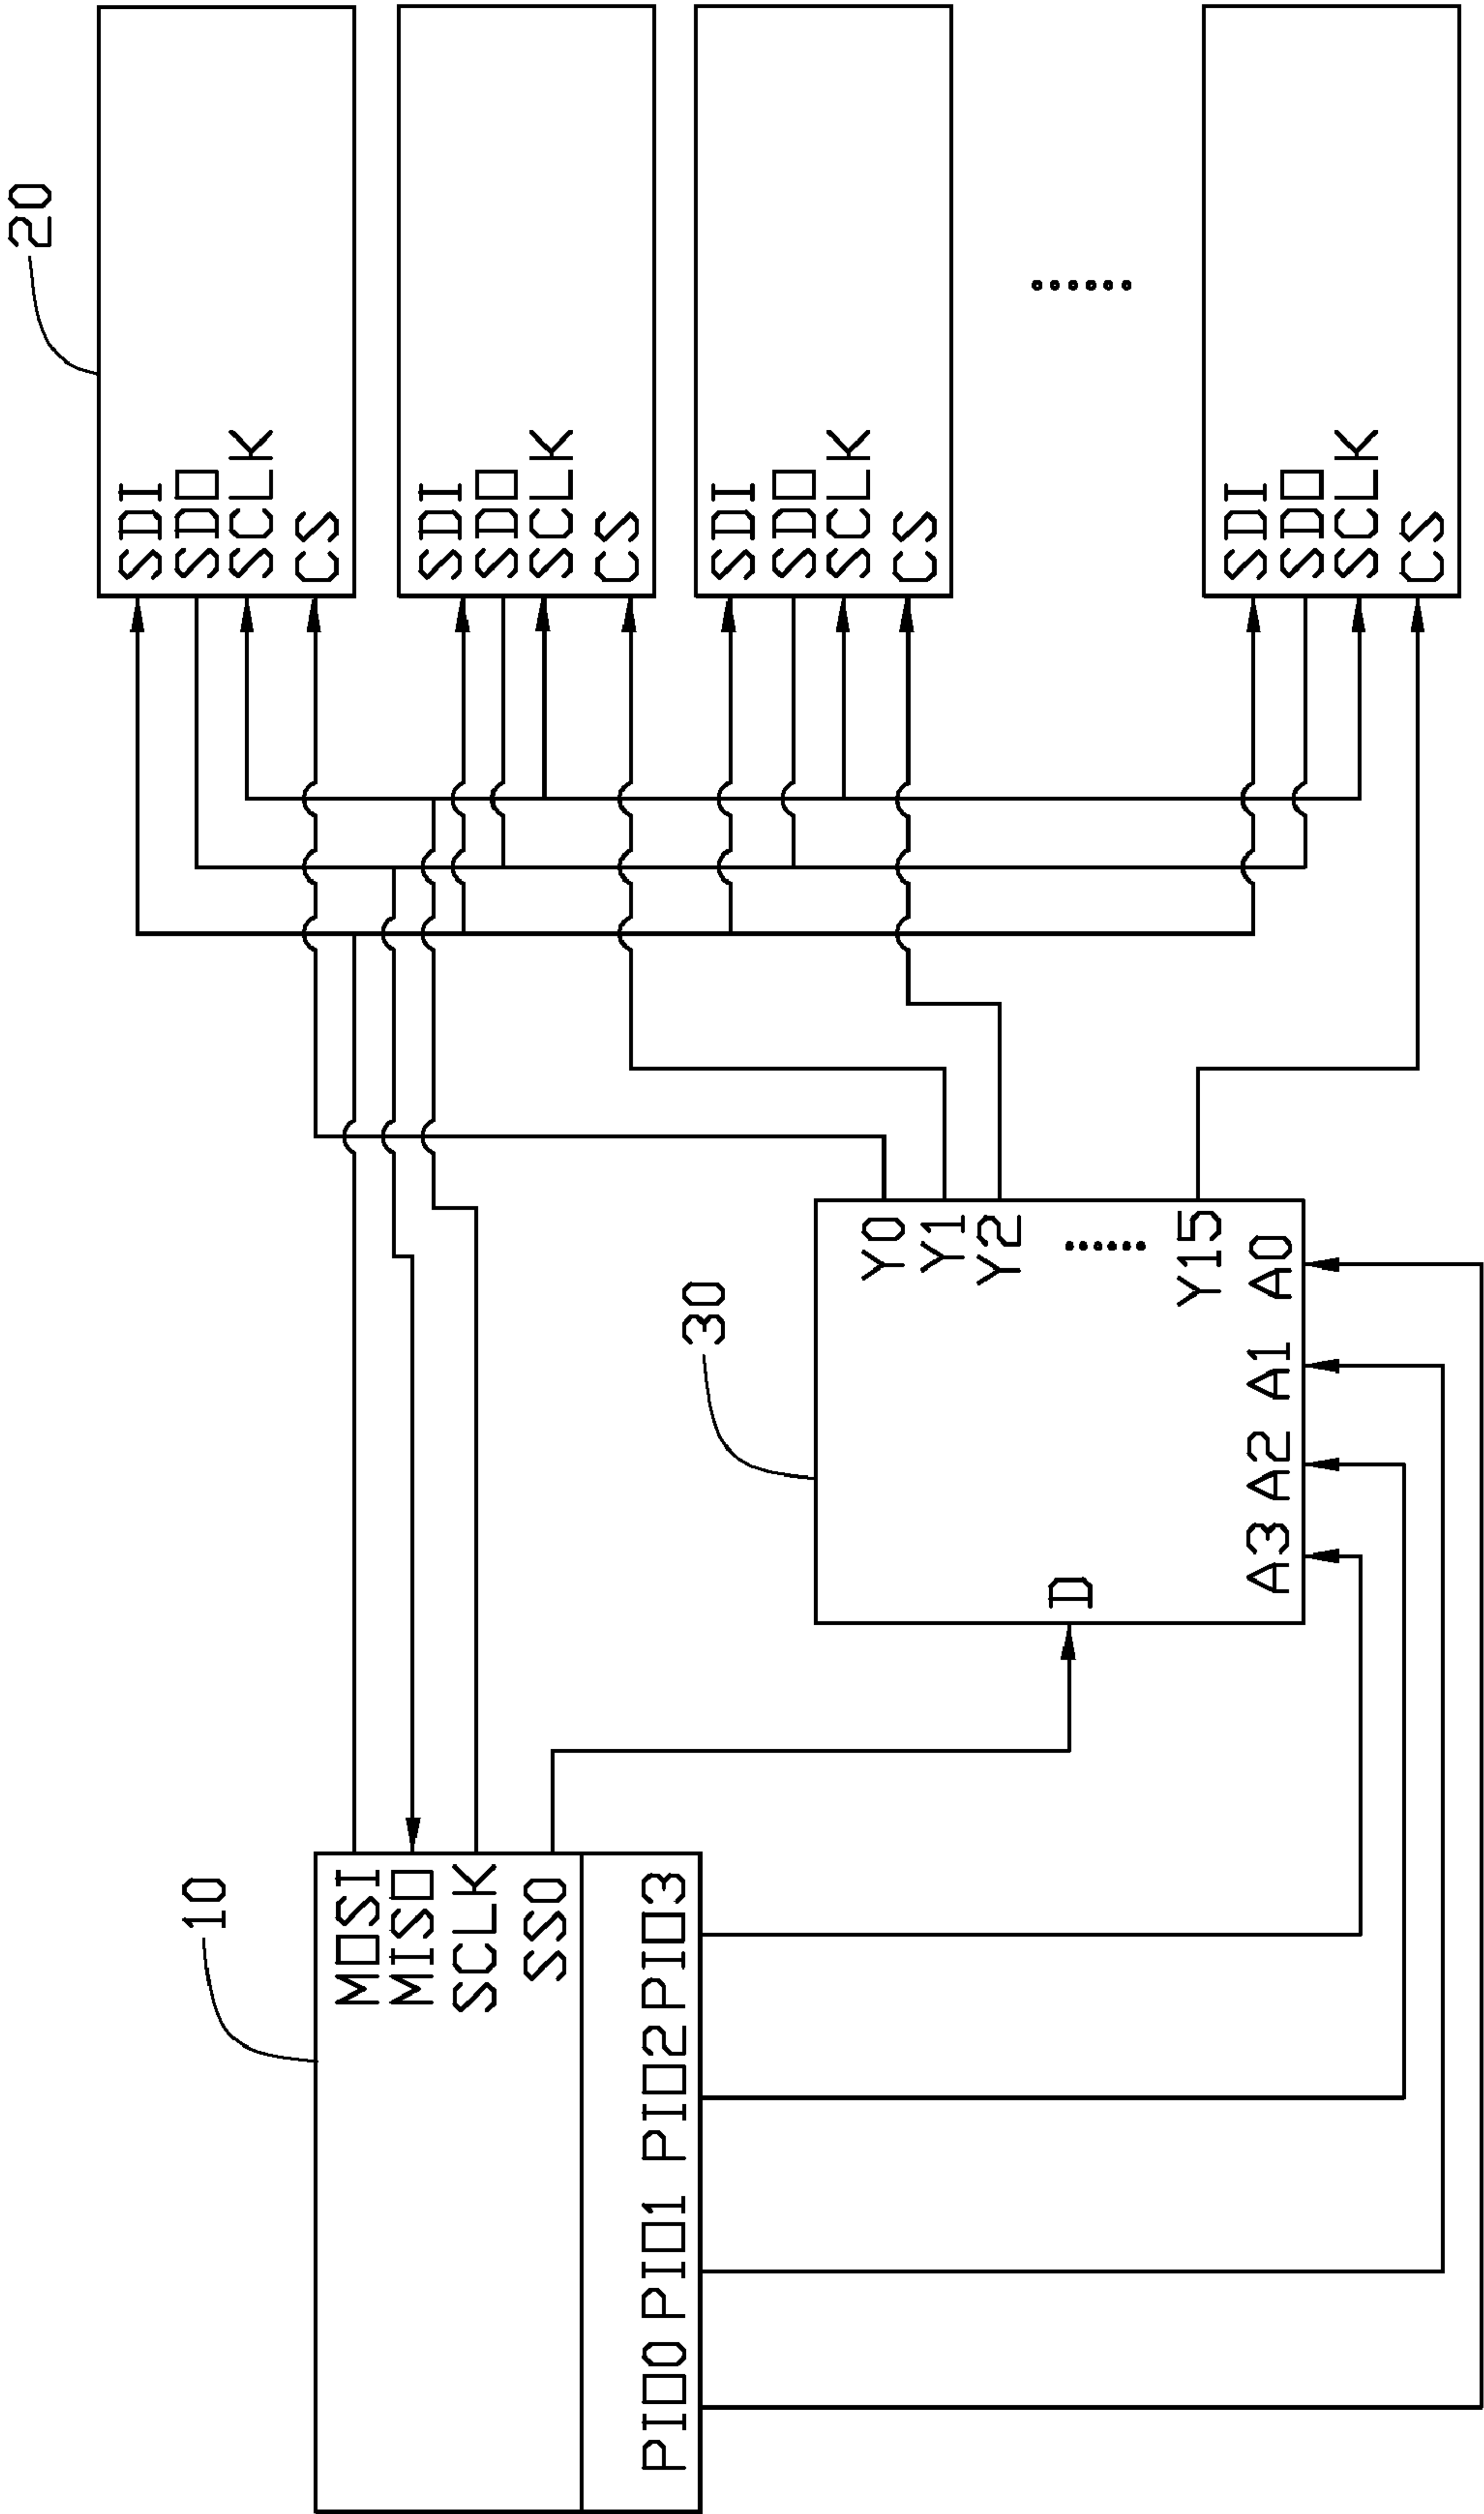 10
MOSI
MISO
SCLK
SS0
PIO0 PIO1 PIO2 PIO3
30
D
Y0
Y1
Y2
......
Y15
A3 A2 A1 A0
20
SDI
SDO
SCLK
CS
SDI
SDO
SCLK
CS
SDI
SDO
SCLK
CS
......
SDI
SDO
SCLK
CS